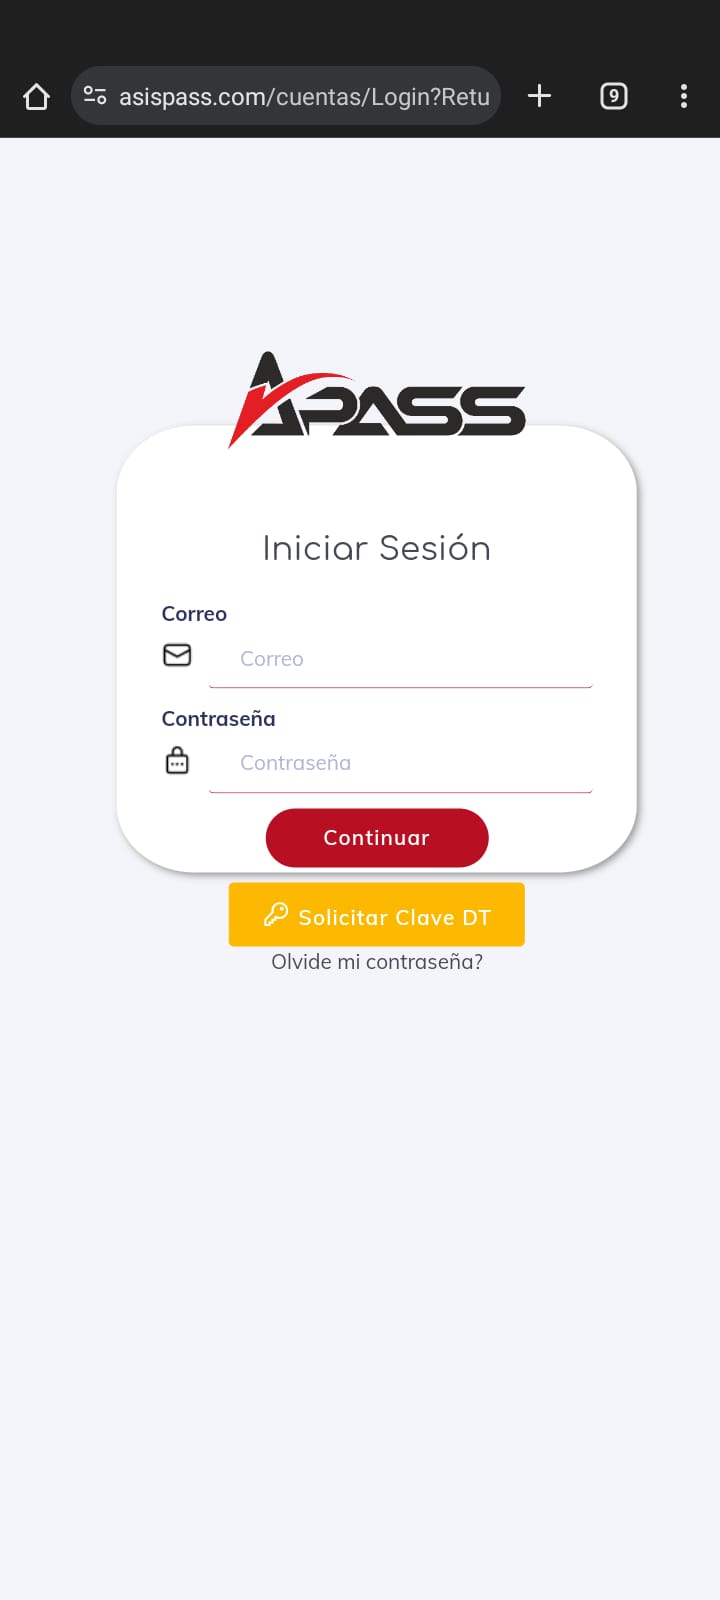 asispass.com/cuentas/Login?Retu
9
APASS
Iniciar Sesión
Correo
Correo
Contraseña
Contraseña
Continuar
Solicitar Clave DT
Olvide mi contraseña?